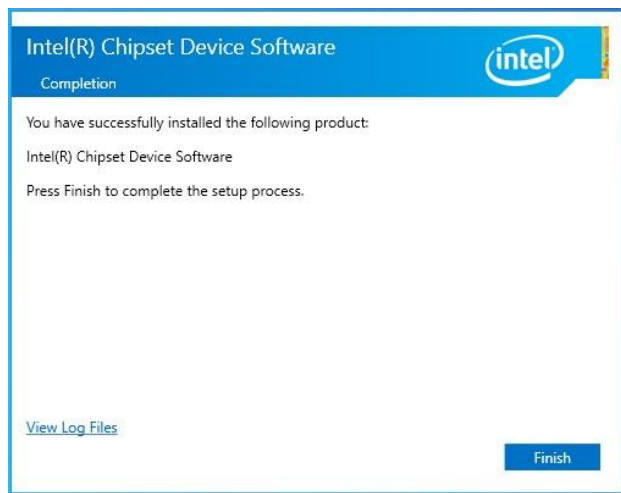 Intel(R) Chipset Device Software
intel
Completion
You have successfully installed the following product:
Intel(R) Chipset Device Software
Press Finish to complete the setup process.
View Log Files
Finish